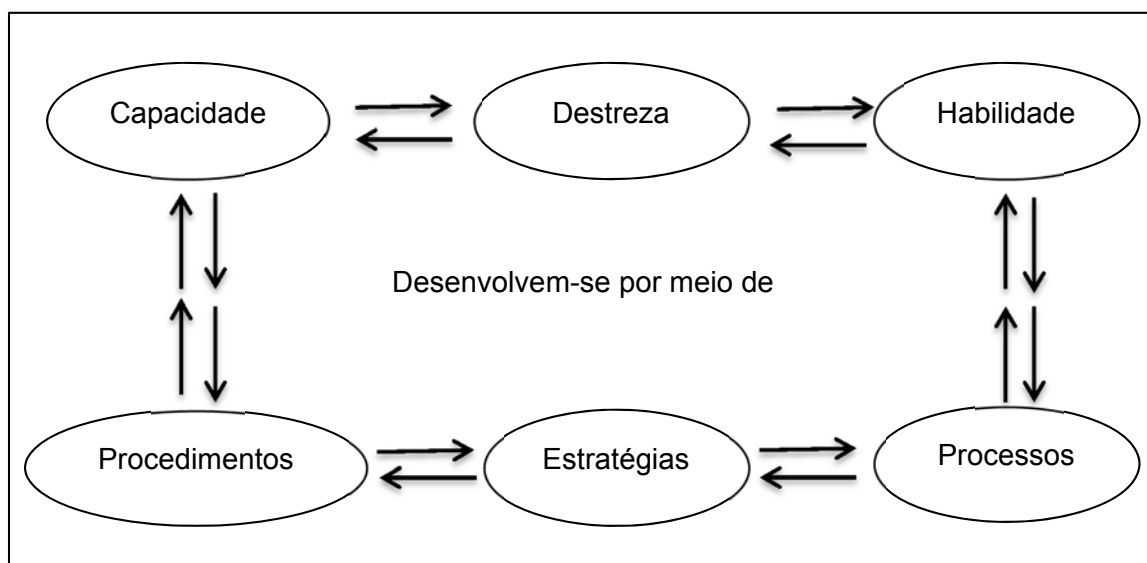 Capacidade
Destreza
Habilidade
Desenvolvem-se por meio de
Procedimentos
Estratégias
Processos